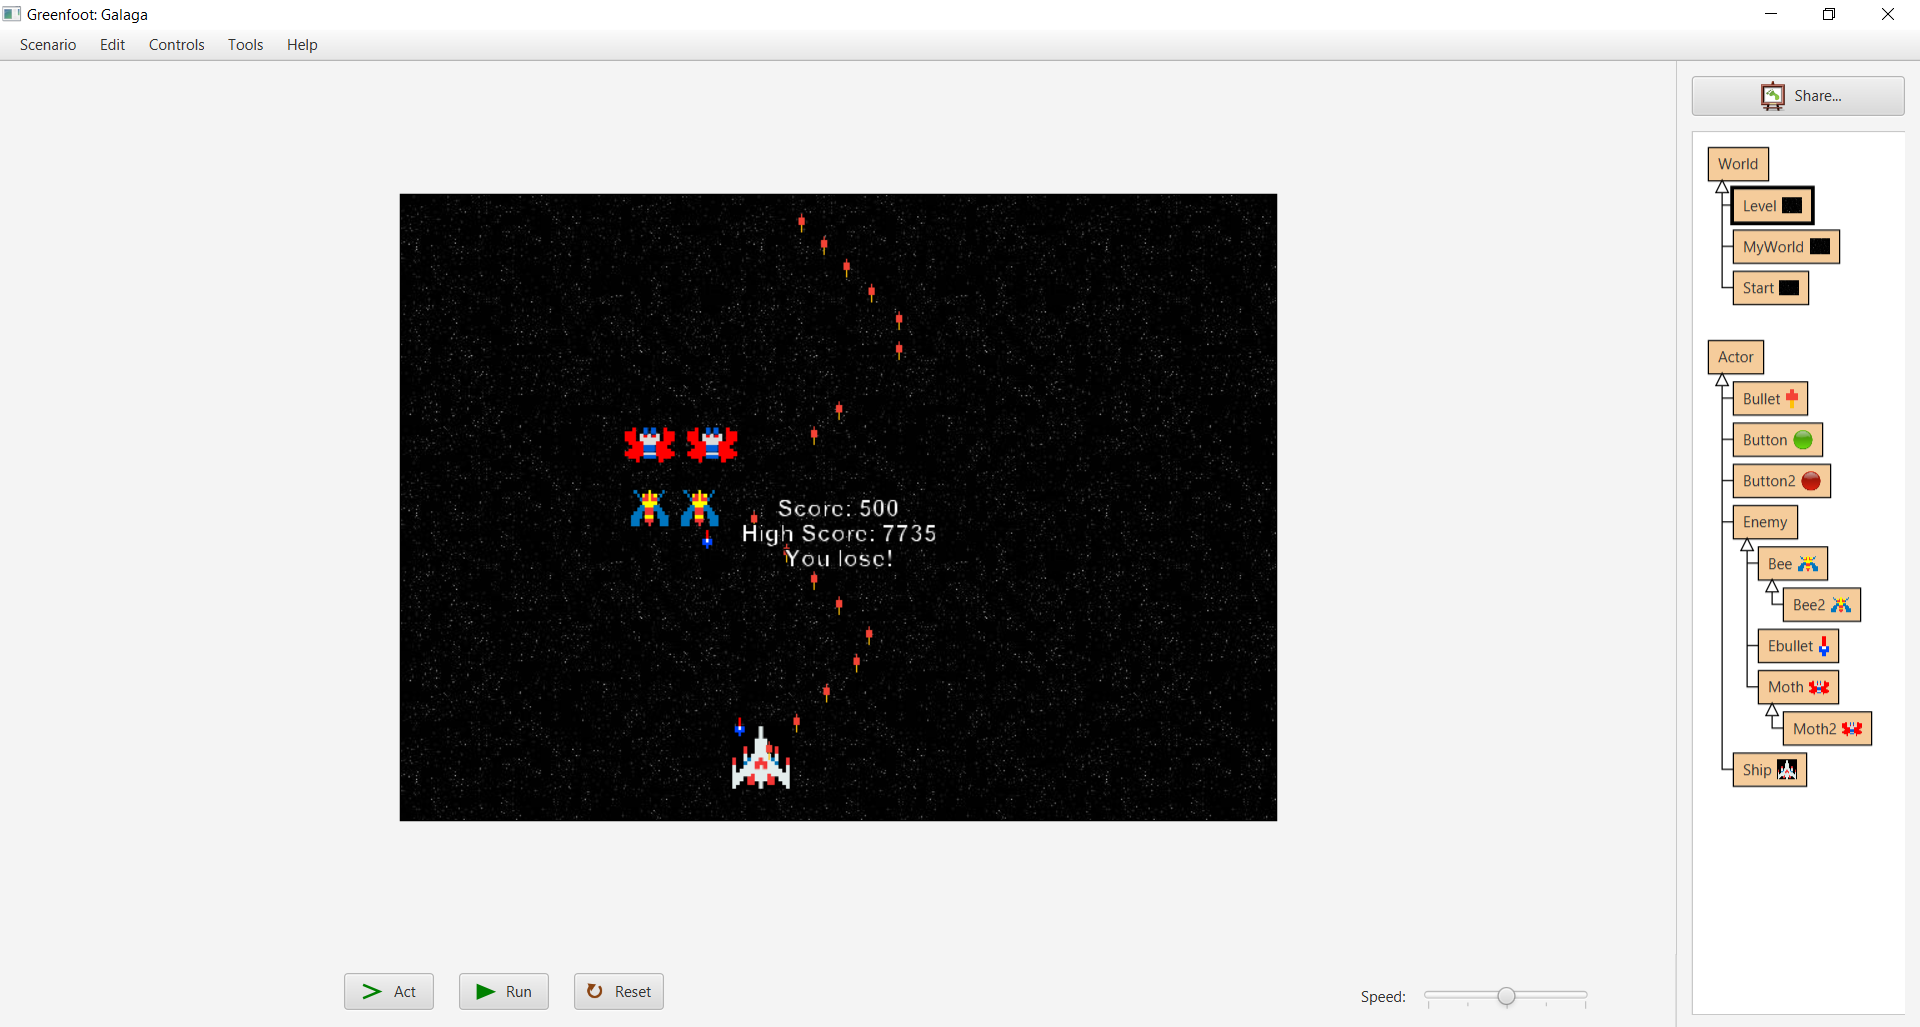 Greenfoot: Galaga
Scenario Edit Controls Tools Help
Share...
World
Level
MyWorld
Start
Actor
Bullet
Button
Button2
Enemy
Bee
Bee2
Ebullet
Moth
Moth2
Ship
Score: 500
High Score: 7735
You lose!
Act
Run
Reset
Speed: